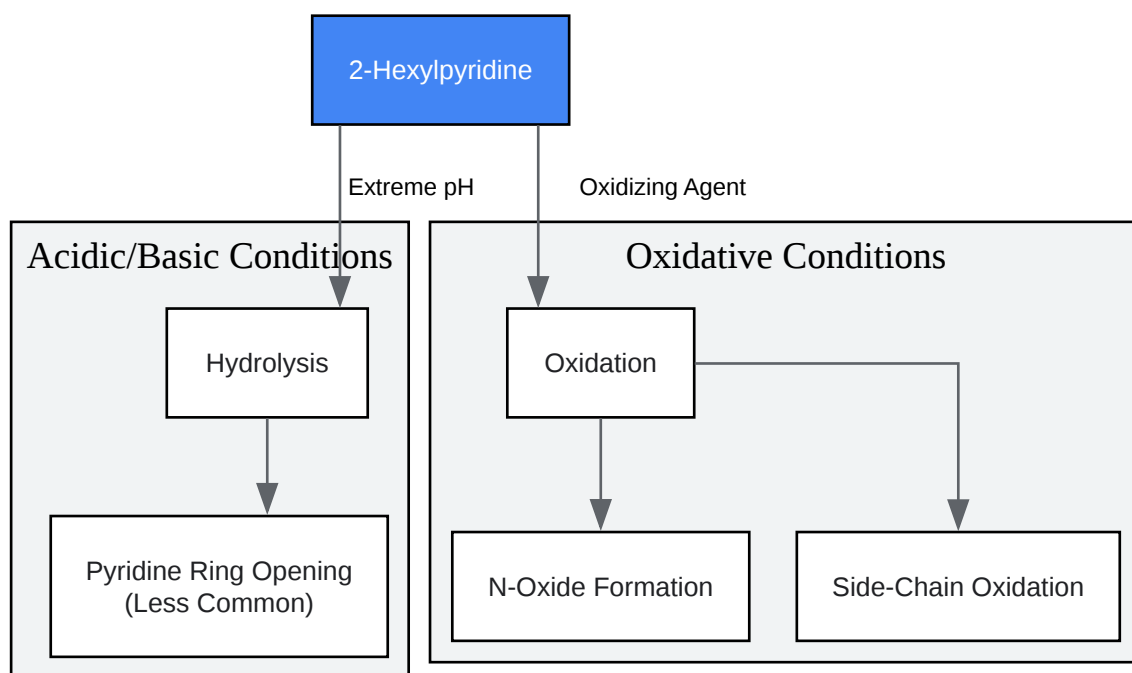 2-Hexylpyridine
Extreme pH
Oxidizing Agent
Acidic/Basic Conditions
Oxidative Conditions
Hydrolysis
Oxidation
Pyridine Ring Opening
(Less Common)
N-Oxide Formation
Side-Chain Oxidation